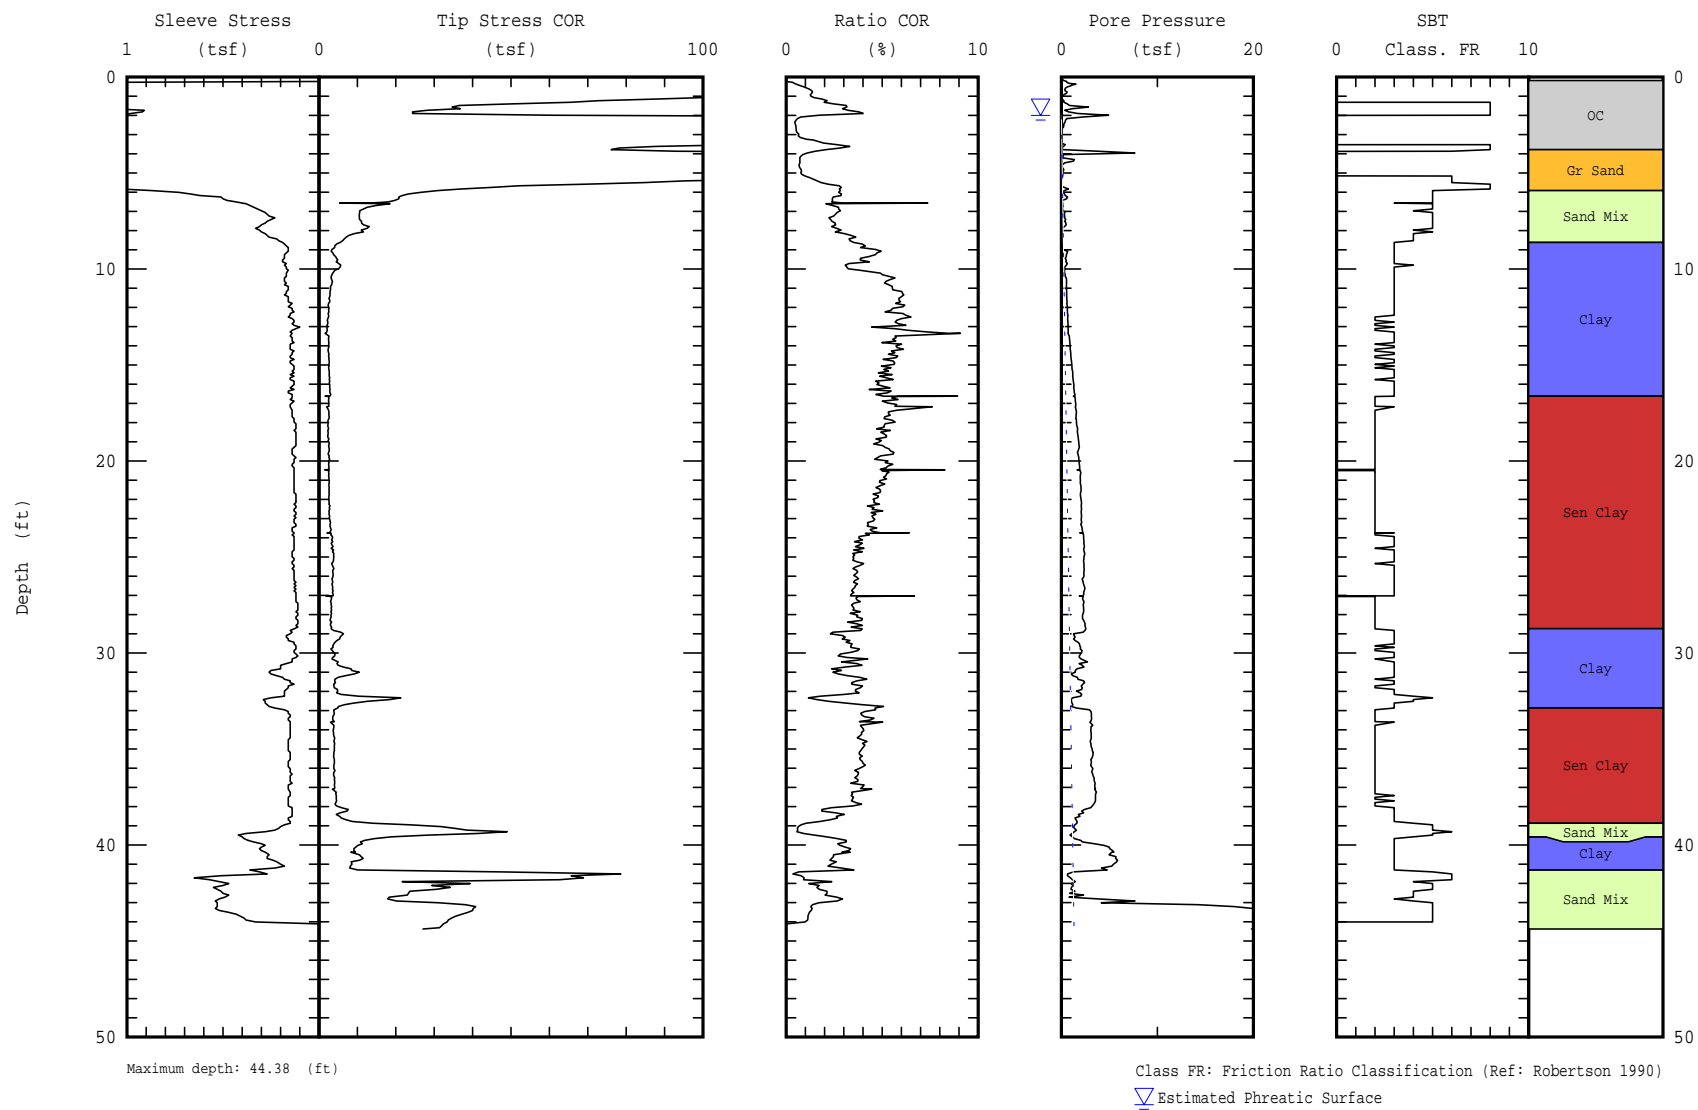 Sleeve Stress Tip Stress COR Ratio COR Pore Pressure SBT
1 (tsf) 0 (tsf) 100 0 (%) 10 0 (tsf) 20 0 Class. FR 10
0 0
OC
Gr Sand
Sand Mix
10 10
Clay
20 20
Sen Clay
Depth (ft)
30 30
Clay
Sen Clay
Sand Mix
40 40
Clay
Sand Mix
50 50
Maximum depth: 44.38 (ft) Class FR: Friction Ratio Classification (Ref: Robertson 1990)
Estimated Phreatic Surface